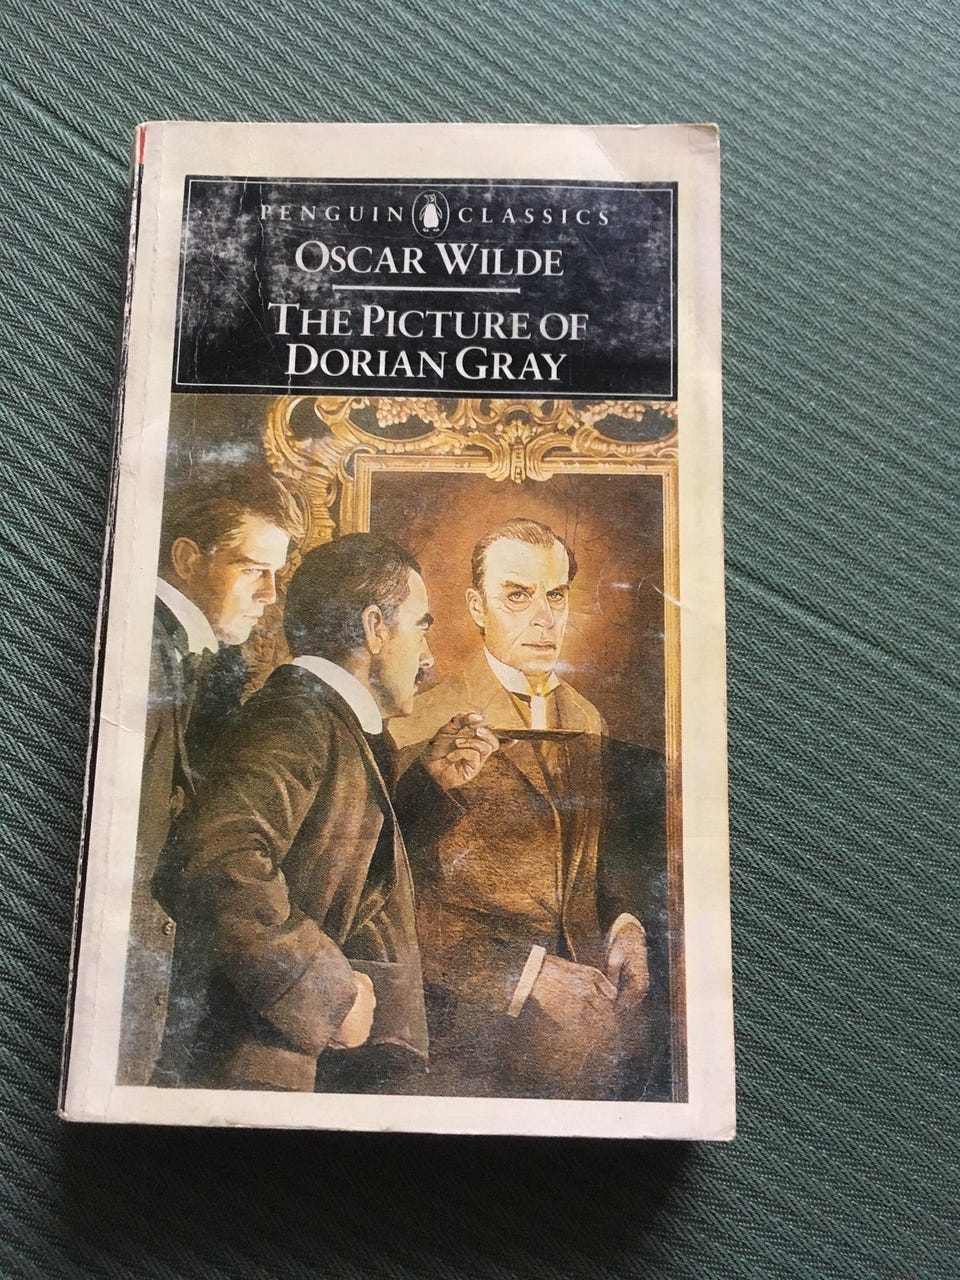 PENGUIN CLASSICS
OSCAR WILDE
THE PICTURE OF
DORIAN GRAY